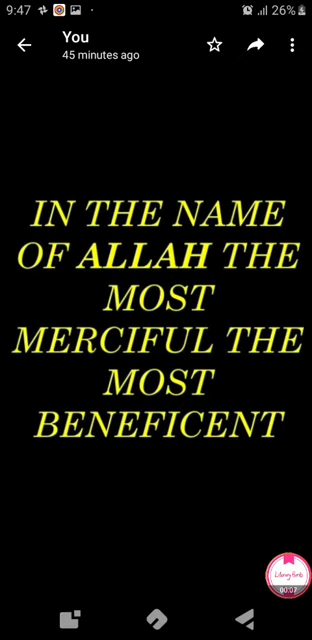 9:47
26%
You
45 minutes ago
IN THE NAME
OF ALLAH THE
MOST
MERCIFUL THE
MOST
BENEFICENT
00:07